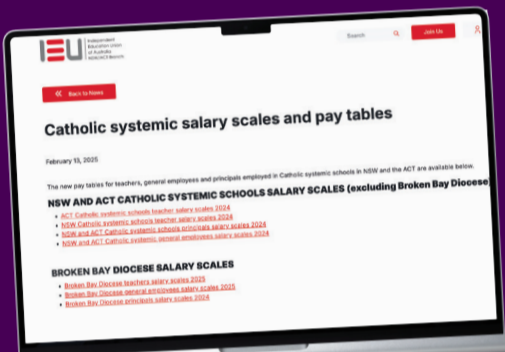 IEU
Independent
Education Union
of Australia
NSW/ACT Branch
Search
Join Us
Back to News
Catholic systemic salary scales and pay tables
February 13, 2025
The new pay tables for teachers, general employees and principals employed in Catholic systemic schools in NSW and the ACT are available below.
NSW AND ACT CATHOLIC SYSTEMIC SCHOOLS SALARY SCALES (excluding Broken Bay Diocese)
• ACT Catholic systemic schools teacher salary scales 2024
• NSW Catholic systemic schools teacher salary scales 2024
• NSW and ACT Catholic systemic schools principals salary scales 2024
• NSW and ACT Catholic systemic general employees salary scales 2024
BROKEN BAY DIOCESE SALARY SCALES
• Broken Bay Diocese teachers salary scales 2025
• Broken Bay Diocese general employees salary scales 2025
• Broken Bay Diocese principals salary scales 2024